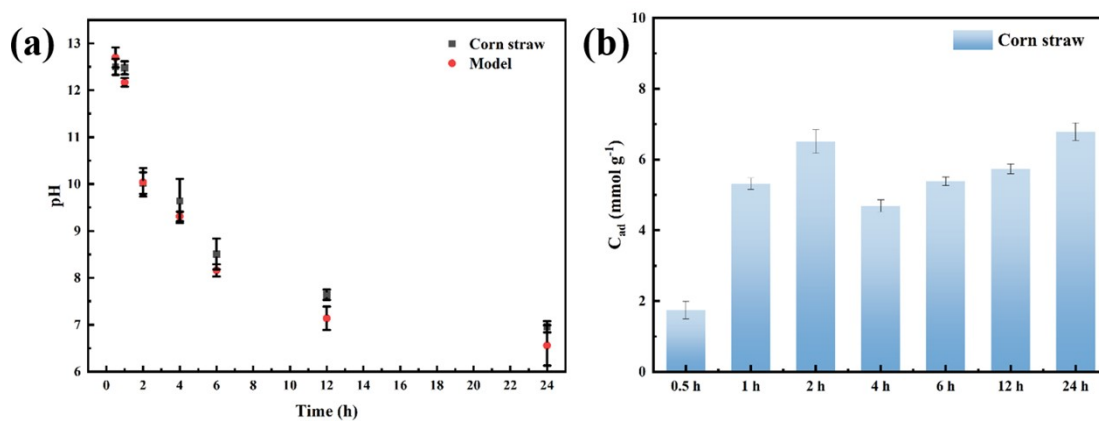 (a)
13
12
11
10
9
8
7
6
pH
Corn straw
Model
0 2 4 6 8 10 12 14 16 18 20 22 24
Time (h)
(b)
10
8
6
4
2
0
C_ad (mmol g⁻¹)
Corn straw
0.5 h 1 h 2 h 4 h 6 h 12 h 24 h